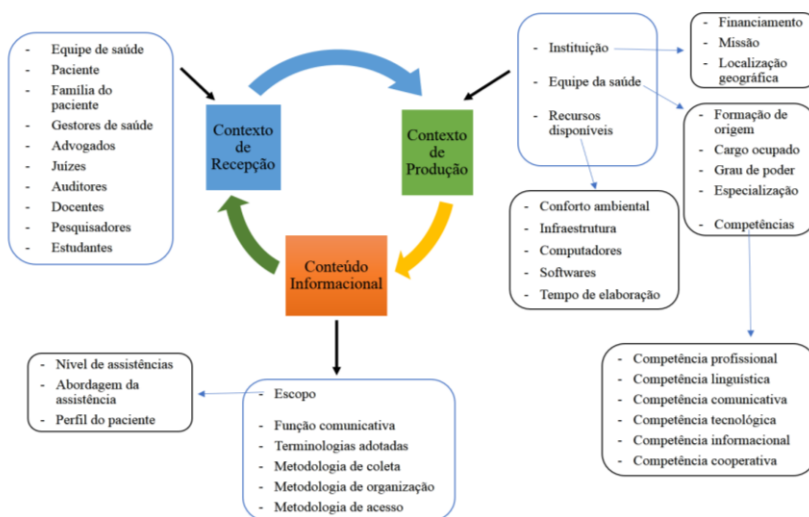 - Equipe de saúde
- Paciente
- Família do
paciente
- Gestores de saúde
- Advogados
- Juízes
- Auditores
- Docentes
- Pesquisadores
- Estudantes
Contexto
de
Recepção
Contexto
de
Produção
Conteúdo
Informacional
- Instituição
- Equipe da saúde
- Recursos
disponíveis
- Financiamento
- Missão
- Localização
geográfica
- Formação de
origem
- Cargo ocupado
- Grau de poder
- Especialização
- Competências
- Conforto ambiental
- Infraestrutura
- Computadores
- Softwares
- Tempo de elaboração
- Nível de assistências
- Abordagem da
assistência
- Perfil do paciente
- Escopo
- Função comunicativa
- Terminologias adotadas
- Metodologia de coleta
- Metodologia de organização
- Metodologia de acesso
- Competência profissional
- Competência linguística
- Competência comunicativa
- Competência tecnológica
- Competência informacional
- Competência cooperativa